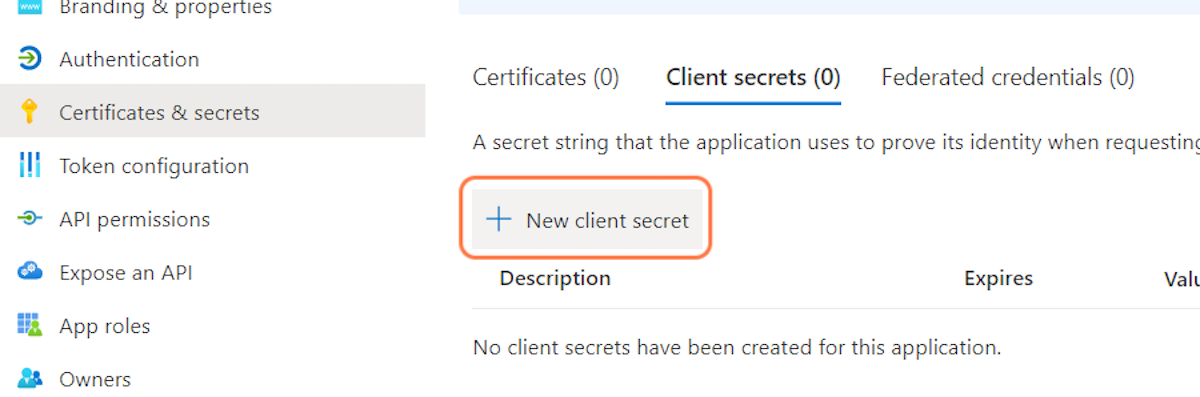 Branding & properties
Authentication
Certificates & secrets
Token configuration
API permissions
Expose an API
App roles
Owners
Certificates (0) Client secrets (0) Federated credentials (0)
A secret string that the application uses to prove its identity when requesting
New client secret
Description Expires
No client secrets have been created for this application.